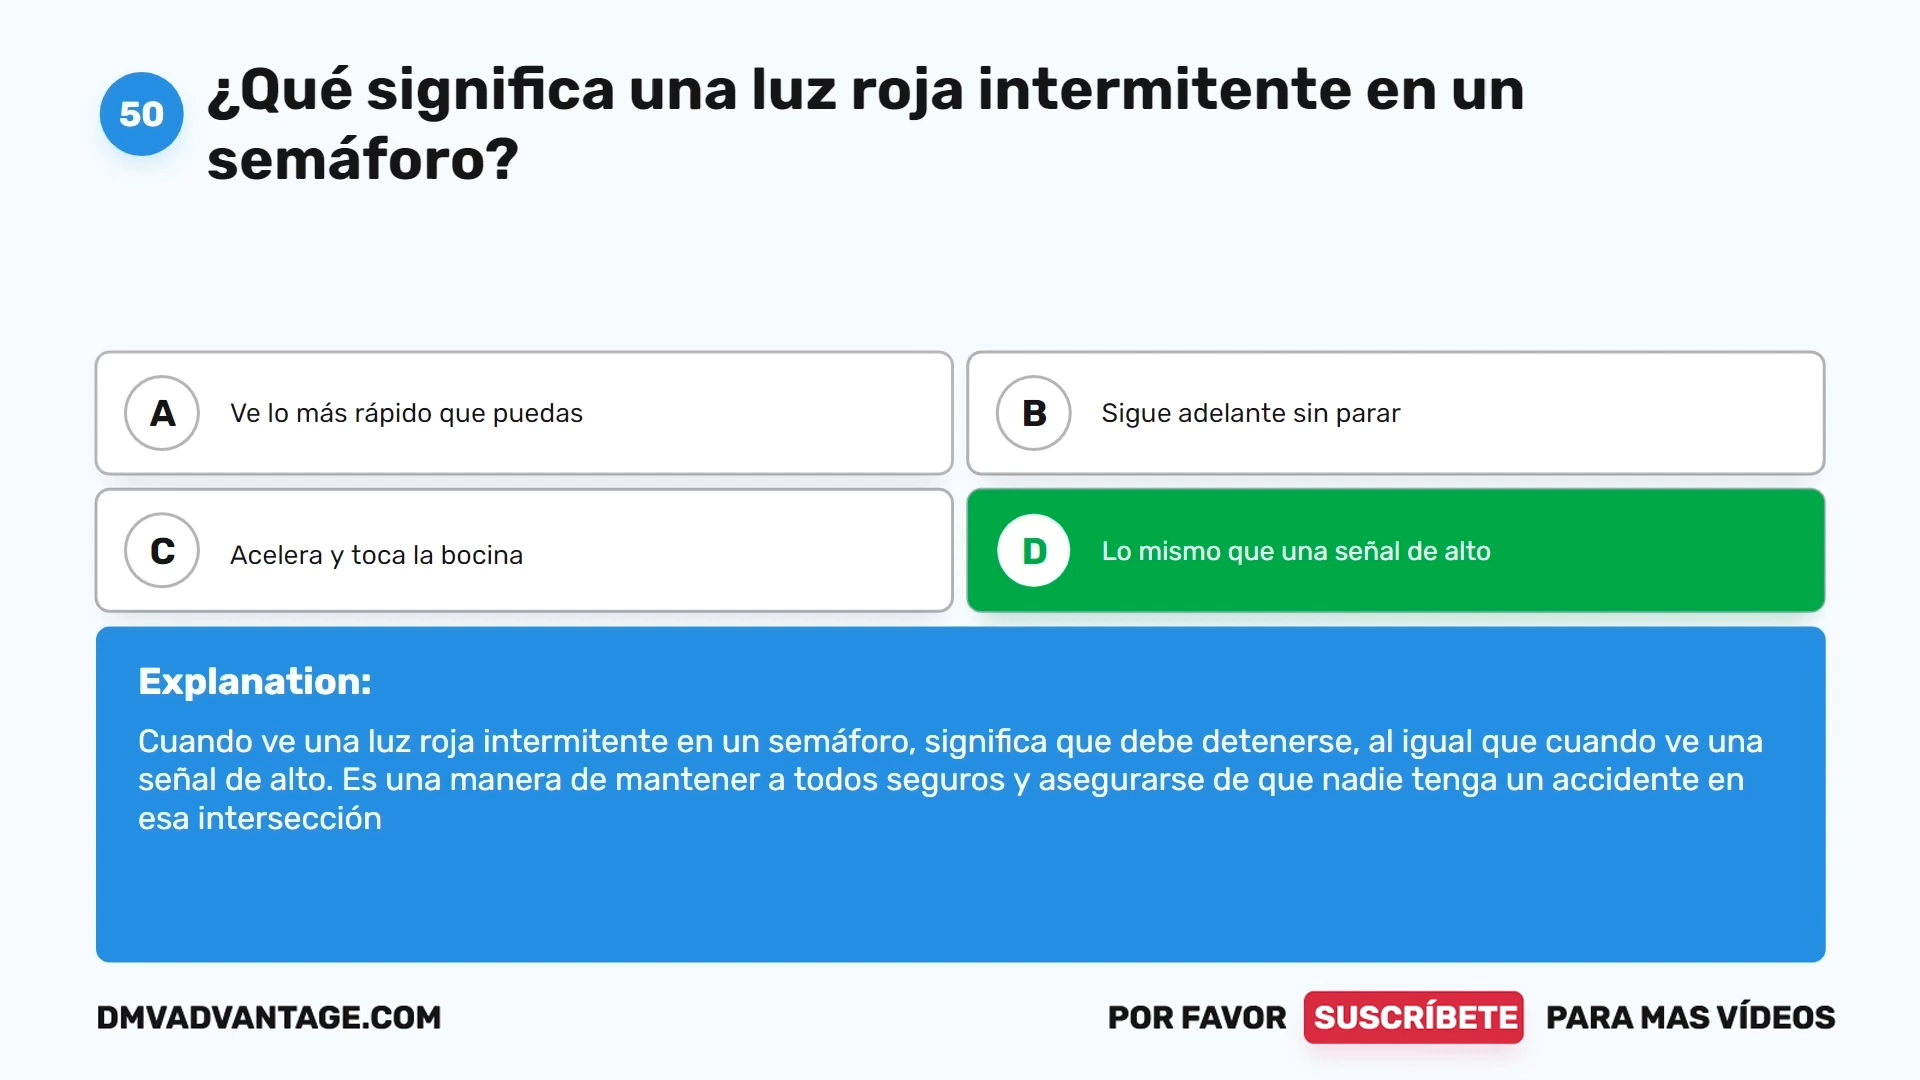 50
¿Qué significa una luz roja intermitente en un
semáforo?
A
Ve lo más rápido que puedas
B
Sigue adelante sin parar
C
Acelera y toca la bocina
D
Lo mismo que una señal de alto
Explanation:
Cuando ve una luz roja intermitente en un semáforo, significa que debe detenerse, al igual que cuando ve una
señal de alto. Es una manera de mantener a todos seguros y asegurarse de que nadie tenga un accidente en
esa intersección
DMVADVANTAGE.COM
POR FAVOR SUSCRÍBETE PARA MAS VÍDEOS